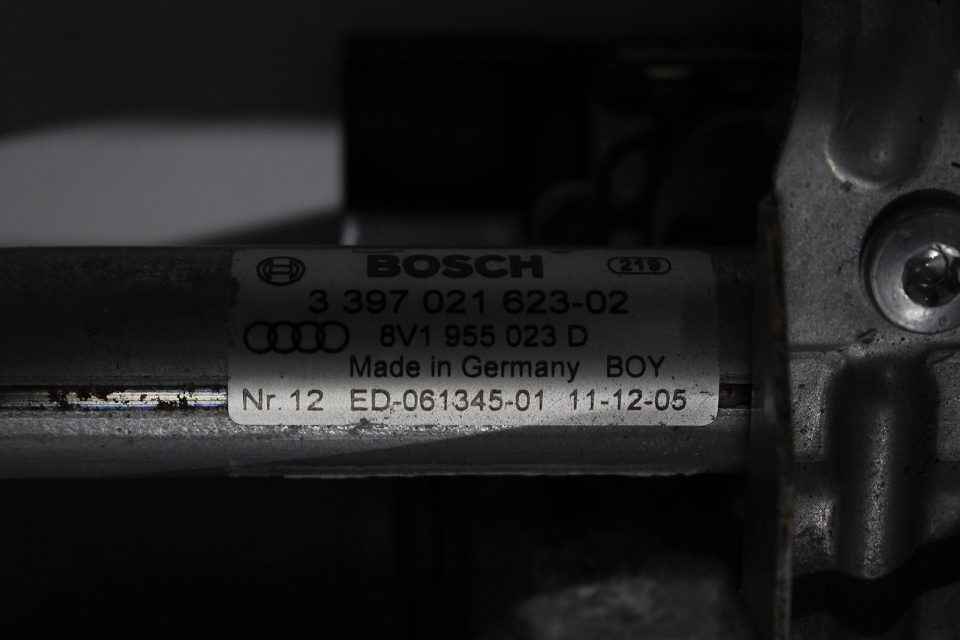 BOSCH 219
3 397 021 623-02
8V1 955 023 D
Made in Germany BOY
Nr. 12 ED-061345-01 11-12-05